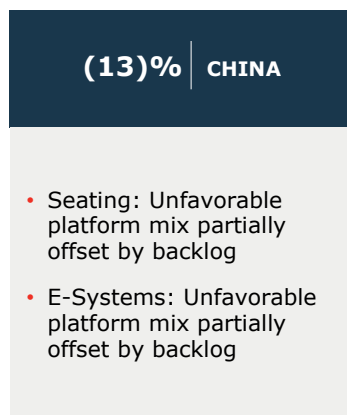 (13)% CHINA
• Seating: Unfavorable
platform mix partially
offset by backlog
• E-Systems: Unfavorable
platform mix partially
offset by backlog